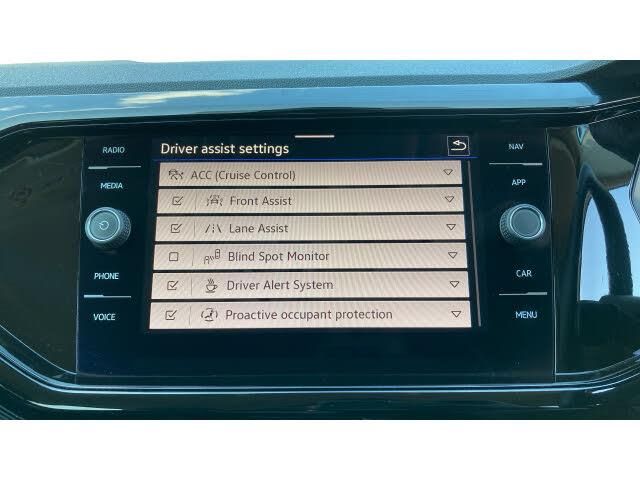 Driver assist settings
RADIO
MEDIA
PHONE
VOICE
ACC (Cruise Control)
Front Assist
Lane Assist
Blind Spot Monitor
Driver Alert System
Proactive occupant protection
NAV
APP
CAR
MENU